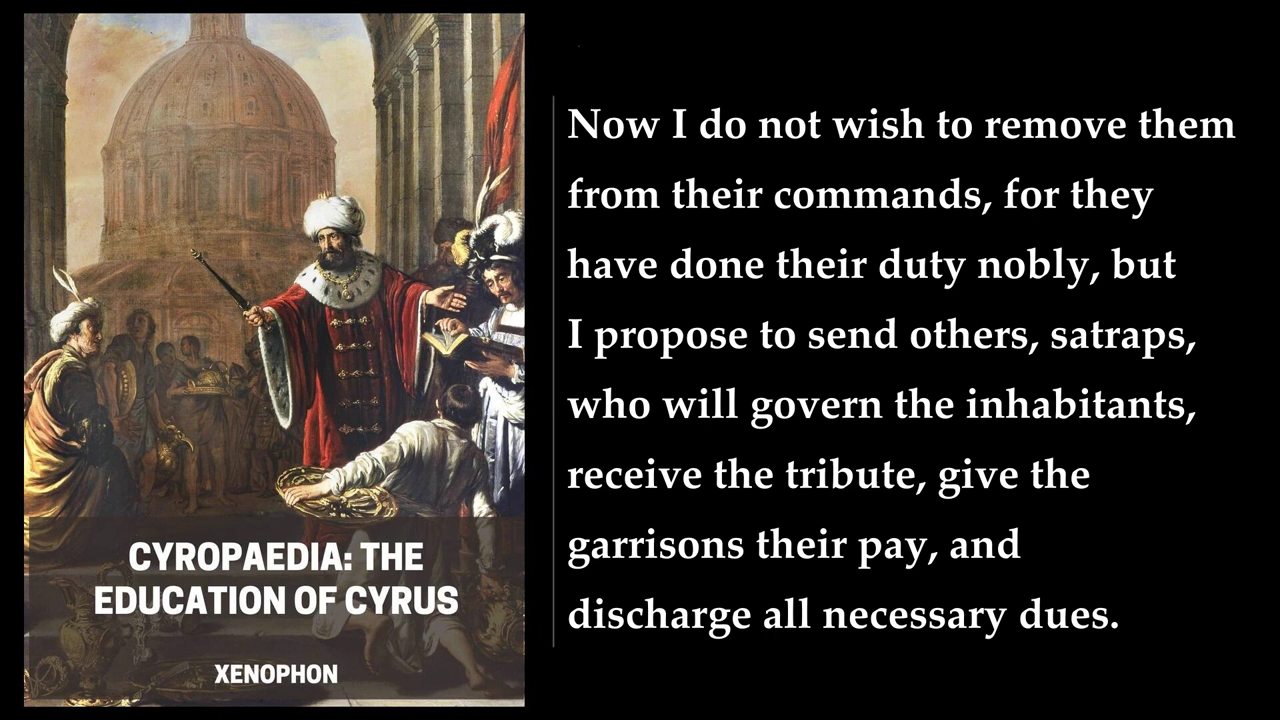 CYROPAEDIA: THE
EDUCATION OF CYRUS
XENOPHON
Now I do not wish to remove them
from their commands, for they
have done their duty nobly, but
I propose to send others, satraps,
who will govern the inhabitants,
receive the tribute, give the
garrisons their pay, and
discharge all necessary dues.